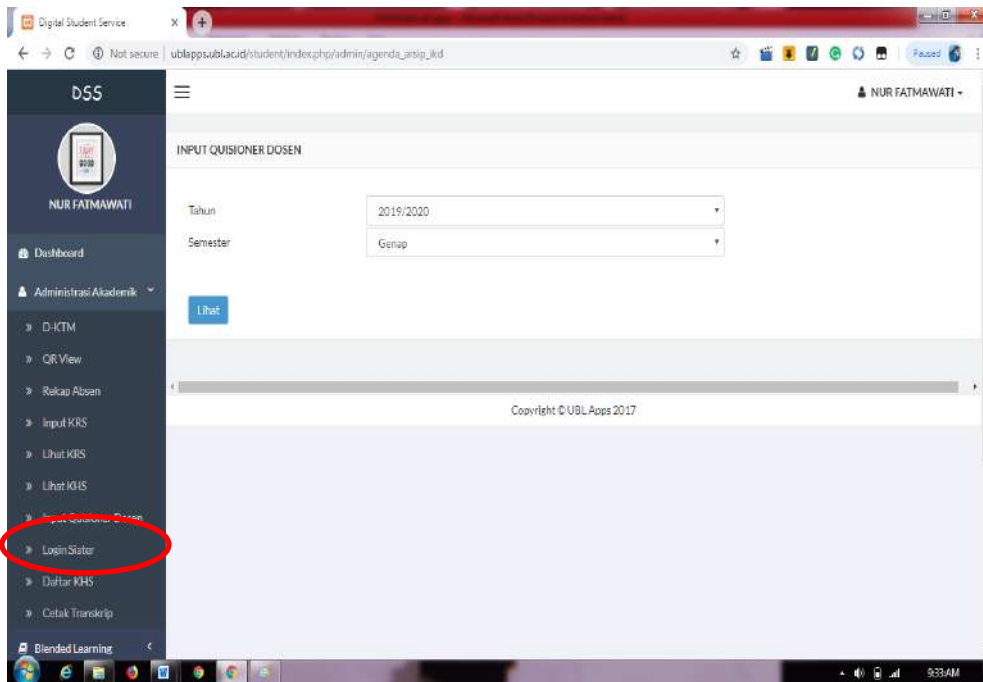 Digital Student Service
Not secure | ublapps.ubl.ac.id/student/index.php/admin/agenda_arsip_ikd
Paused
DSS
NUR FATMAWATI
INPUT QUISIONER DOSEN
NUR FATMAWATI
Tahun
2019/2020
Semester
Genap
Lihat
Dashboard
Administrasi Akademik
D-KTM
QR View
Rekap Absen
Input KRS
Lihat KRS
Lihat KHS
Input Quisioner Dosen
Login Siater
Daftar KHS
Cetak Transkrip
Blended Learning
Copyright © UBL Apps 2017
9:33 AM